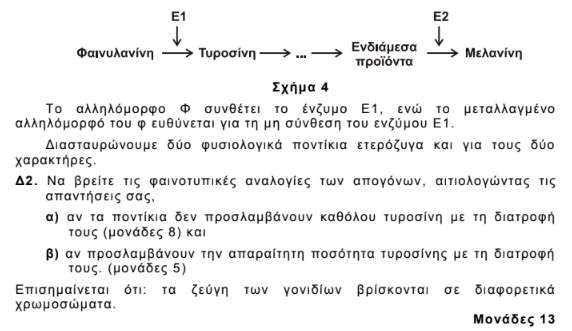 E1 E2
Φαινυλανίνη Τυροσίνη ... Ενδιάμεσα προϊόντα Μελανίνη
Σχήμα 4
Το αλληλόμορφο Φ συνθέτει το ένζυμο Ε1, ενώ το μεταλλαγμένο
αλληλόμορφό του φ ευθύνεται για τη μη σύνθεση του ενζύμου Ε1.
Διασταυρώνουμε δύο φυσιολογικά ποντίκια ετερόζυγα και για τους δύο
χαρακτήρες.
Δ2. Να βρείτε τις φαινοτυπικές αναλογίες των απογόνων, αιτιολογώντας τις
απαντήσεις σας,
α) αν τα ποντίκια δεν προσλαμβάνουν καθόλου τυροσίνη με τη διατροφή
τους (μονάδες 8) και
β) αν προσλαμβάνουν την απαραίτητη ποσότητα τυροσίνης με τη διατροφή
τους. (μονάδες 5)
Επισημαίνεται ότι: τα ζεύγη των γονιδίων βρίσκονται σε διαφορετικά
χρωμοσώματα.
Μονάδες 13